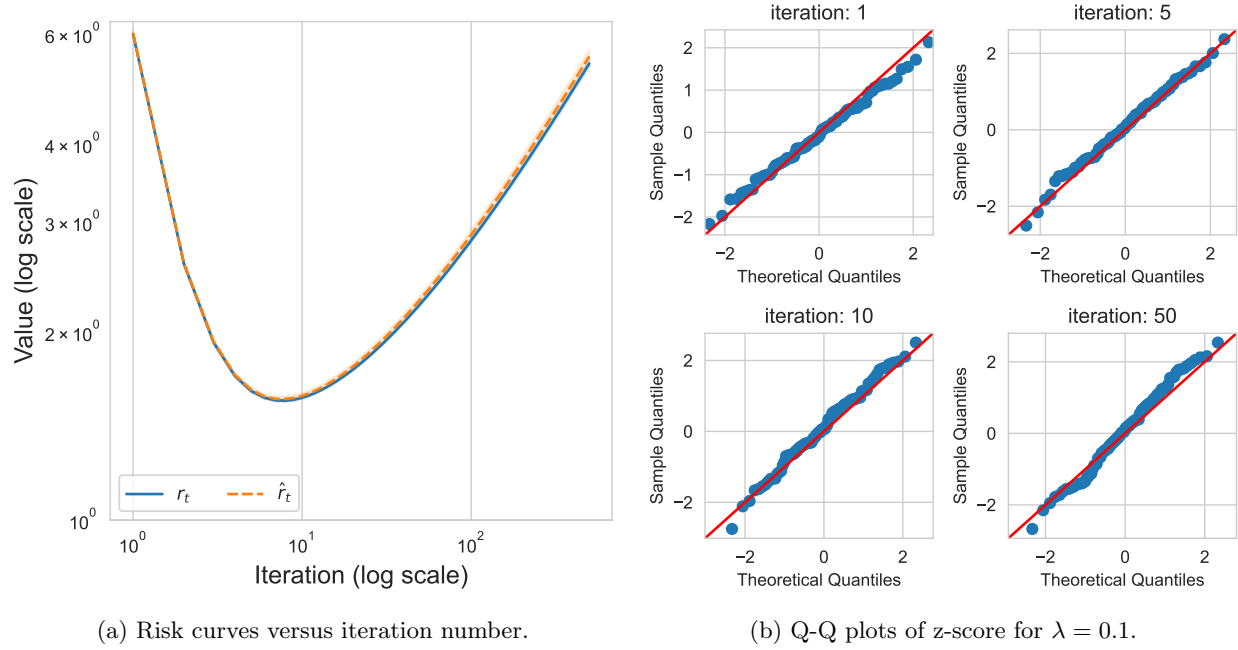 6 × 10⁰
4 × 10⁰
3 × 10⁰
2 × 10⁰
10⁰
Value (log scale)
r_t
r̂_t
10⁰ 10¹ 10²
Iteration (log scale)
(a) Risk curves versus iteration number.
iteration: 1
2
1
0
−1
−2
Sample Quantiles
−2 0 2
Theoretical Quantiles
iteration: 5
2
0
−2
Sample Quantiles
−2 0 2
Theoretical Quantiles
iteration: 10
2
0
−2
Sample Quantiles
−2 0 2
Theoretical Quantiles
iteration: 50
2
0
−2
Sample Quantiles
−2 0 2
Theoretical Quantiles
(b) Q-Q plots of z-score for λ = 0.1.